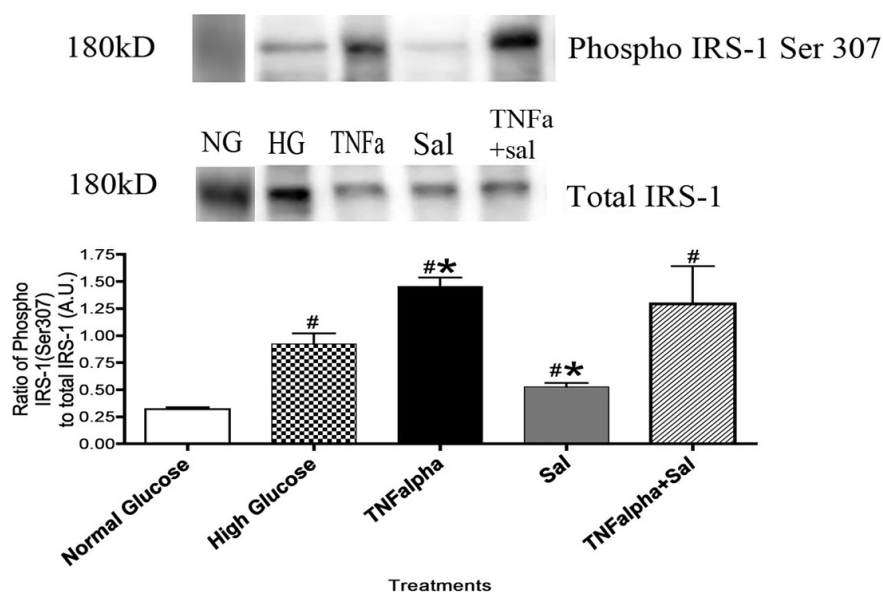 180kD
Phospho IRS-1 Ser 307
NG HG TNFa Sal TNFa
+sal
180kD
Total IRS-1
Ratio of Phospho
IRS-1(Ser307)
to total IRS-1 (A.U.)
1.75
1.50
1.25
1.00
0.75
0.50
0.25
0.00
#
#*
#*
#
Normal Glucose
High Glucose
TNFalpha
Sal
TNFalpha+Sal
Treatments